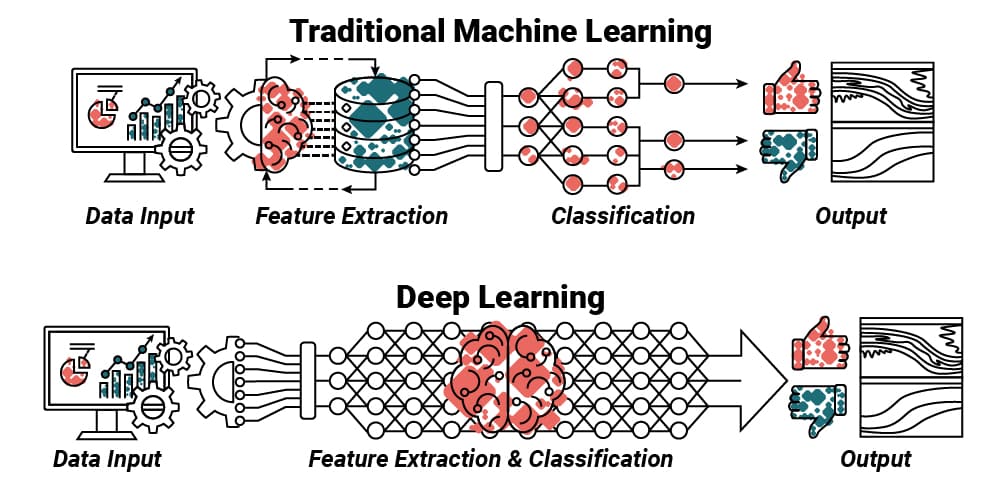 Traditional Machine Learning
Data Input
Feature Extraction
Classification
Output
Deep Learning
Data Input
Feature Extraction & Classification
Output